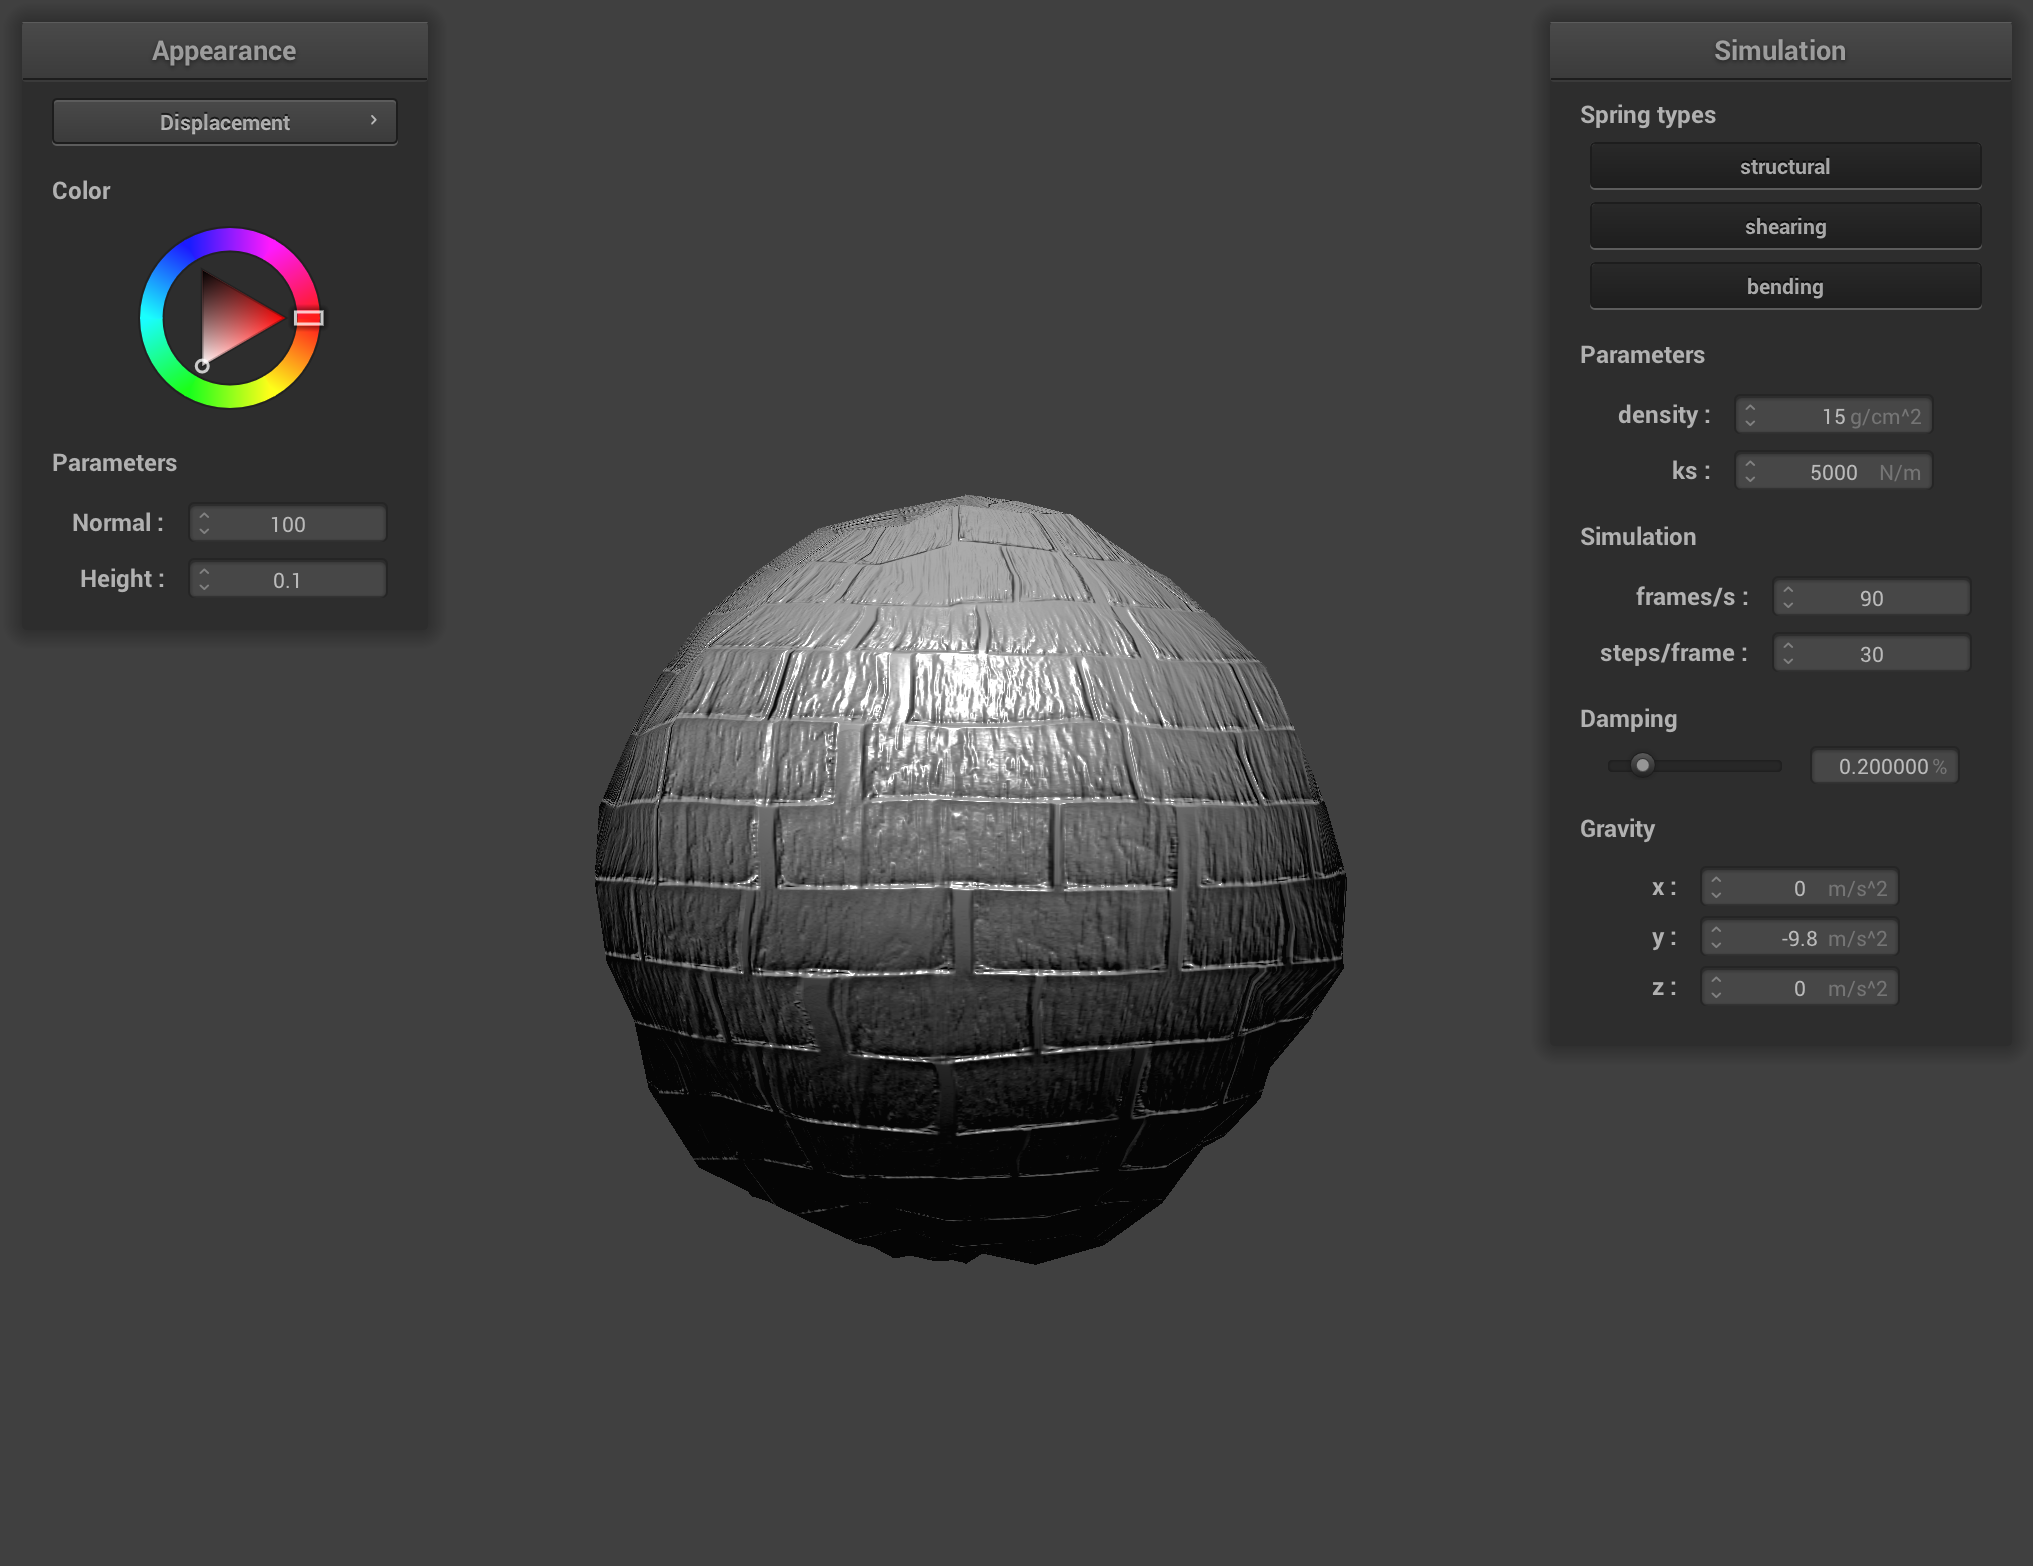 Appearance
Displacement
Color
Parameters
Normal : 100
Height : 0.1
Simulation
Spring types
structural
shearing
bending
Parameters
density : 15 g/cm^2
ks : 5000 N/m
Simulation
frames/s : 90
steps/frame : 30
Damping
0.200000 %
Gravity
x : 0 m/s^2
y : -9.8 m/s^2
z : 0 m/s^2